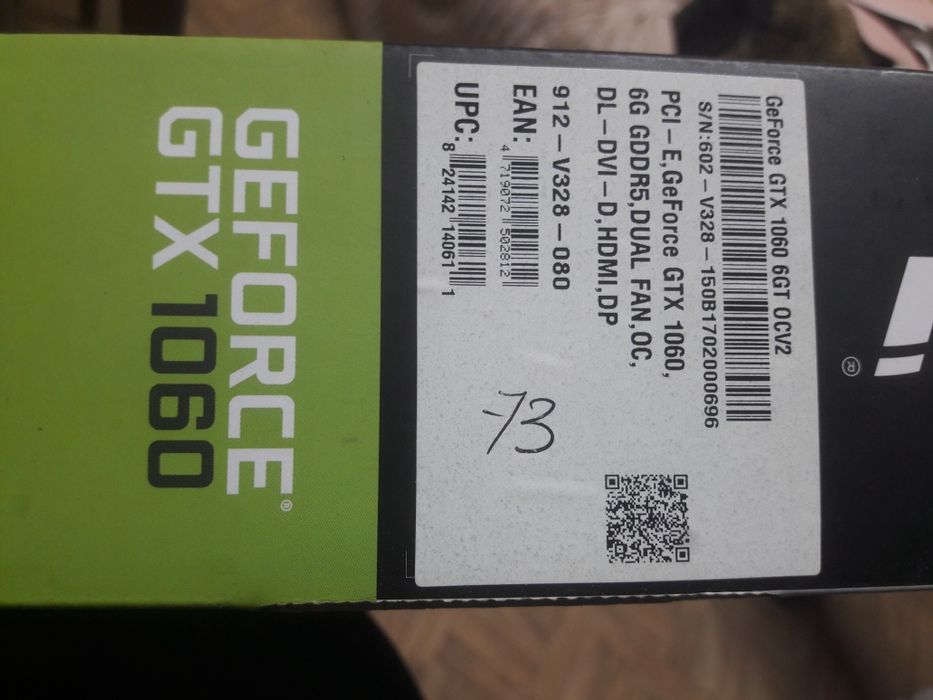 GEFORCE®
GTX 1060
GeForce GTX 1060 6GT OCV2
S/N:602-V328-150B1702000696
PCI-E,GeForce GTX 1060,
6G GDDR5,DUAL FAN,OC,
DL-DVI-D,HDMI,DP
912-V328-080
EAN: 4 719072 502812
UPC: 8 24142 14061 1
-73
®